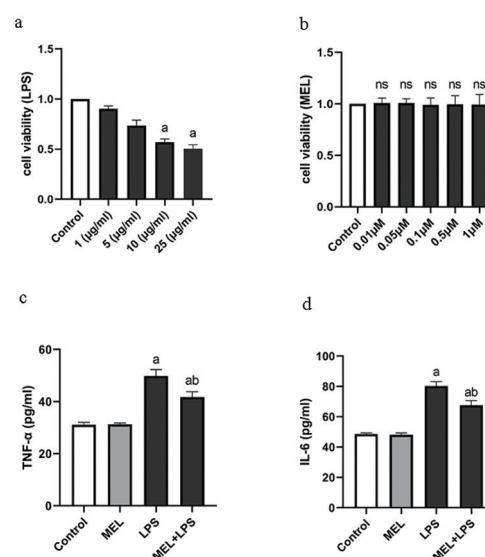 a
cell viability (LPS)
1.5
1.0
0.5
0.0
a
a
Control
1 (μg/ml)
5 (μg/ml)
10 (μg/ml)
25 (μg/ml)
b
cell viability (MEL)
1.5
1.0
0.5
0.0
ns
ns
ns
ns
ns
Control
0.01μM
0.05μM
0.1μM
0.5μM
1μM
c
TNF-α (pg/ml)
60
40
20
0
a
ab
Control
MEL
LPS
MEL+LPS
d
IL-6 (pg/ml)
100
80
60
40
20
0
a
ab
Control
MEL
LPS
MEL+LPS